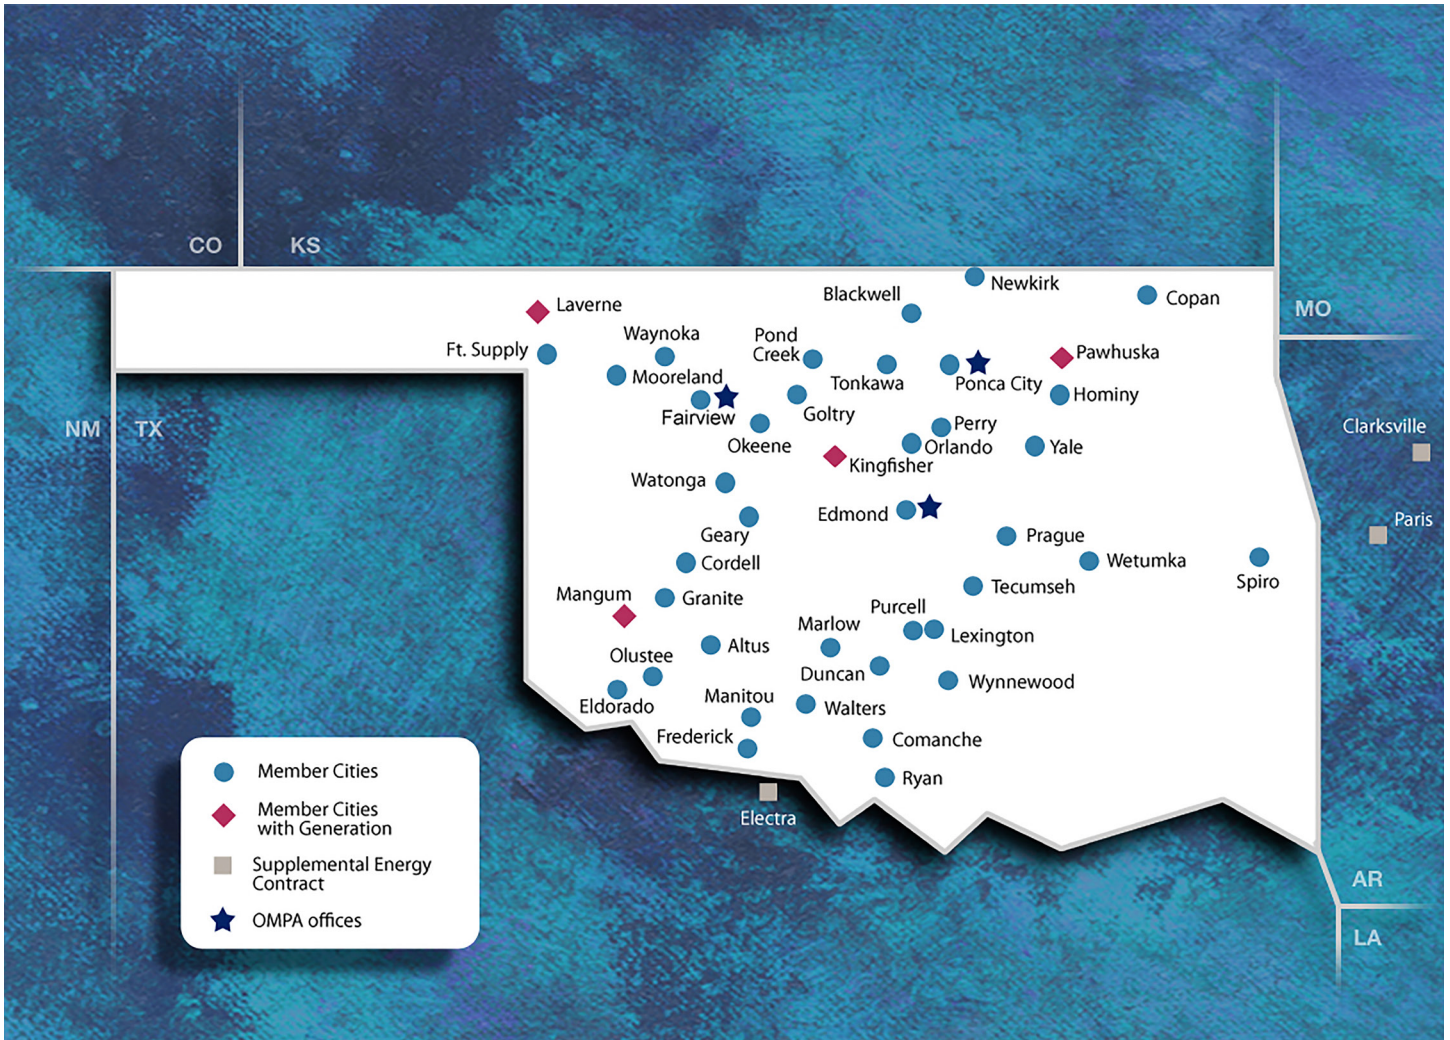 CO
KS
MO
NM
TX
AR
LA
Newkirk
Blackwell
Copan
Laverne
Waynoka
Pond
Creek
Ft. Supply
Pawhuska
Mooreland
Tonkawa
Ponca City
Hominy
Fairview
Goltry
Perry
Clarksville
Okeene
Orlando
Yale
Kingfisher
Watonga
Edmond
Paris
Geary
Prague
Cordell
Wetumka
Spiro
Mangum
Granite
Tecumseh
Purcell
Marlow
Lexington
Altus
Olustee
Duncan
Wynnewood
Eldorado
Manitou
Walters
Frederick
Comanche
Ryan
Electra
Member Cities
Member Cities
with Generation
Supplemental Energy
Contract
OMPA offices